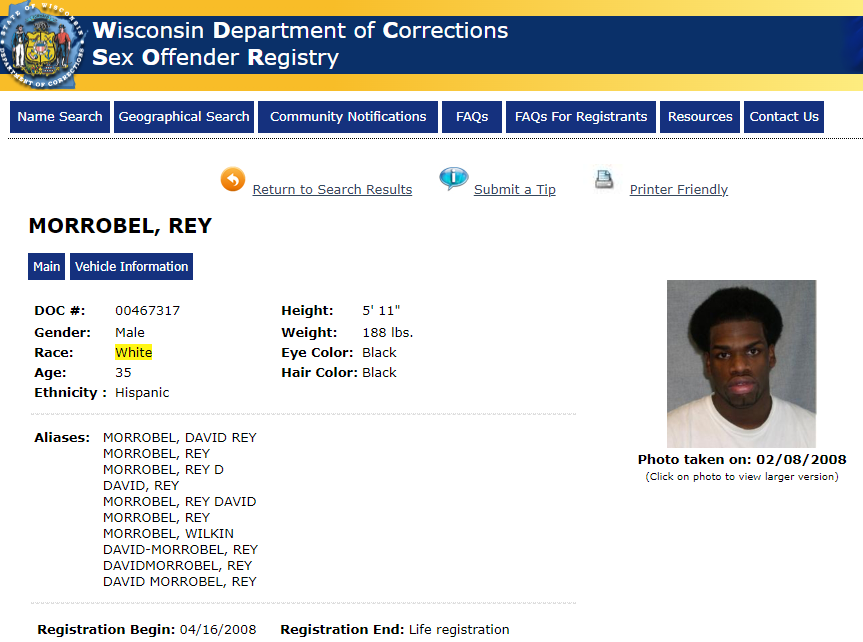 STATE OF WISCONSIN
DEPARTMENT OF CORRECTIONS
Wisconsin Department of Corrections
Sex Offender Registry
Name Search Geographical Search Community Notifications FAQs FAQs For Registrants Resources Contact Us
Return to Search Results Submit a Tip Printer Friendly
MORROBEL, REY
Main Vehicle Information
DOC #: 00467317 Height: 5' 11"
Gender: Male Weight: 188 lbs.
Race: White Eye Color: Black
Age: 35 Hair Color: Black
Ethnicity : Hispanic
Aliases: MORROBEL, DAVID REY
MORROBEL, REY
MORROBEL, REY D
DAVID, REY
MORROBEL, REY DAVID
MORROBEL, REY
MORROBEL, WILKIN
DAVID-MORROBEL, REY
DAVIDMORROBEL, REY
DAVID MORROBEL, REY
Photo taken on: 02/08/2008
(Click on photo to view larger version)
Registration Begin: 04/16/2008 Registration End: Life registration